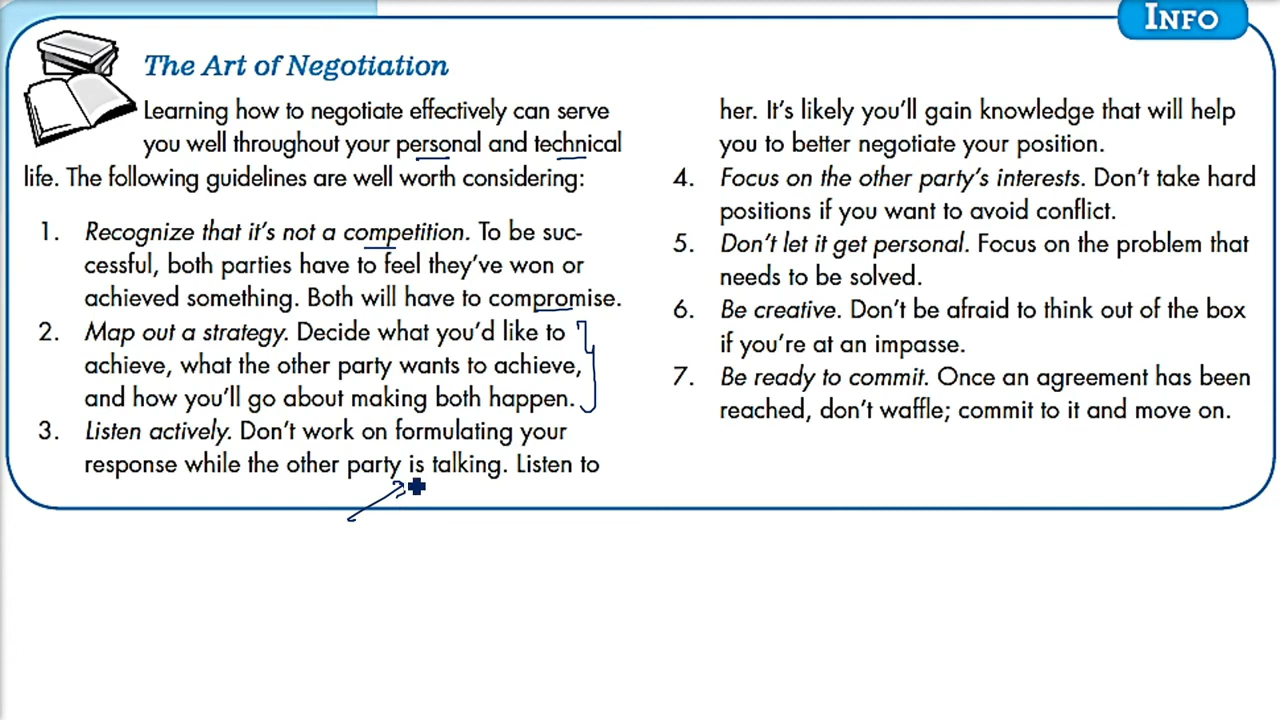 INFO
The Art of Negotiation
Learning how to negotiate effectively can serve
you well throughout your personal and technical
life. The following guidelines are well worth considering:
1. Recognize that it's not a competition. To be suc-
cessful, both parties have to feel they've won or
achieved something. Both will have to compromise.
2. Map out a strategy. Decide what you'd like to
achieve, what the other party wants to achieve,
and how you'll go about making both happen.
3. Listen actively. Don't work on formulating your
response while the other party is talking. Listen to
her. It's likely you'll gain knowledge that will help
you to better negotiate your position.
4. Focus on the other party's interests. Don't take hard
positions if you want to avoid conflict.
5. Don't let it get personal. Focus on the problem that
needs to be solved.
6. Be creative. Don't be afraid to think out of the box
if you're at an impasse.
7. Be ready to commit. Once an agreement has been
reached, don't waffle; commit to it and move on.